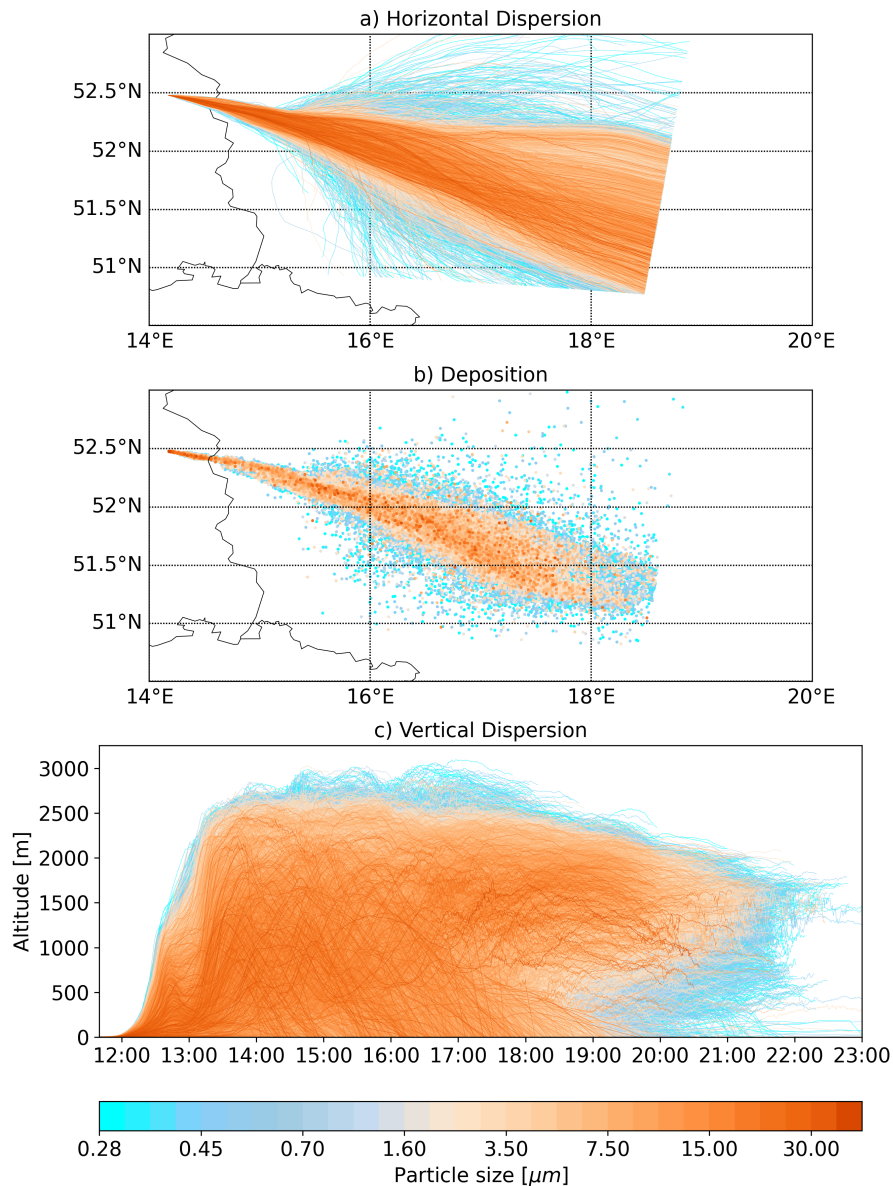 a) Horizontal Dispersion
52.5°N
52°N
51.5°N
51°N
14°E 16°E 18°E 20°E
b) Deposition
52.5°N
52°N
51.5°N
51°N
14°E 16°E 18°E 20°E
c) Vertical Dispersion
Altitude [m]
3000
2500
2000
1500
1000
500
0
12:00 13:00 14:00 15:00 16:00 17:00 18:00 19:00 20:00 21:00 22:00 23:00
0.28 0.45 0.70 1.60 3.50 7.50 15.00 30.00
Particle size [μm]